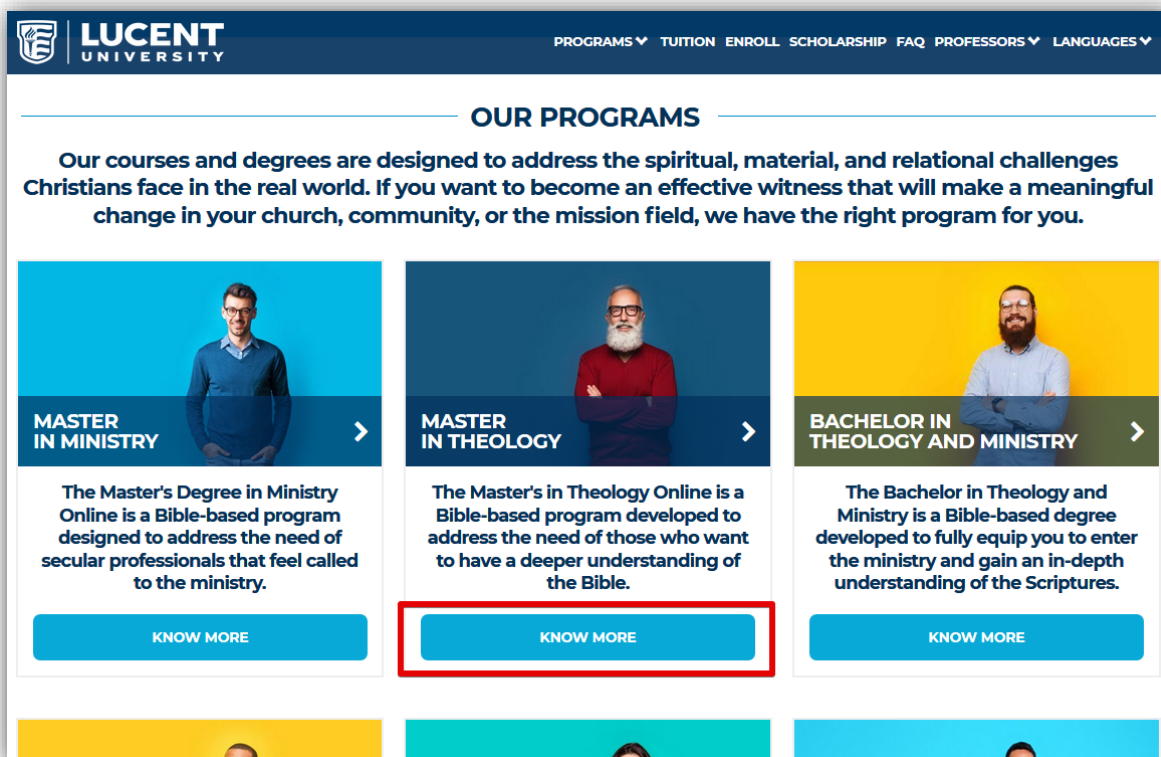 LUCENT
UNIVERSITY
PROGRAMS TUITION ENROLL SCHOLARSHIP FAQ PROFESSORS LANGUAGES
OUR PROGRAMS
Our courses and degrees are designed to address the spiritual, material, and relational challenges
Christians face in the real world. If you want to become an effective witness that will make a meaningful
change in your church, community, or the mission field, we have the right program for you.
MASTER
IN MINISTRY
The Master's Degree in Ministry
Online is a Bible-based program
designed to address the need of
secular professionals that feel called
to the ministry.
KNOW MORE
MASTER
IN THEOLOGY
The Master's in Theology Online is a
Bible-based program developed to
address the need of those who want
to have a deeper understanding of
the Bible.
KNOW MORE
BACHELOR IN
THEOLOGY AND MINISTRY
The Bachelor in Theology and
Ministry is a Bible-based degree
developed to fully equip you to enter
the ministry and gain an in-depth
understanding of the Scriptures.
KNOW MORE